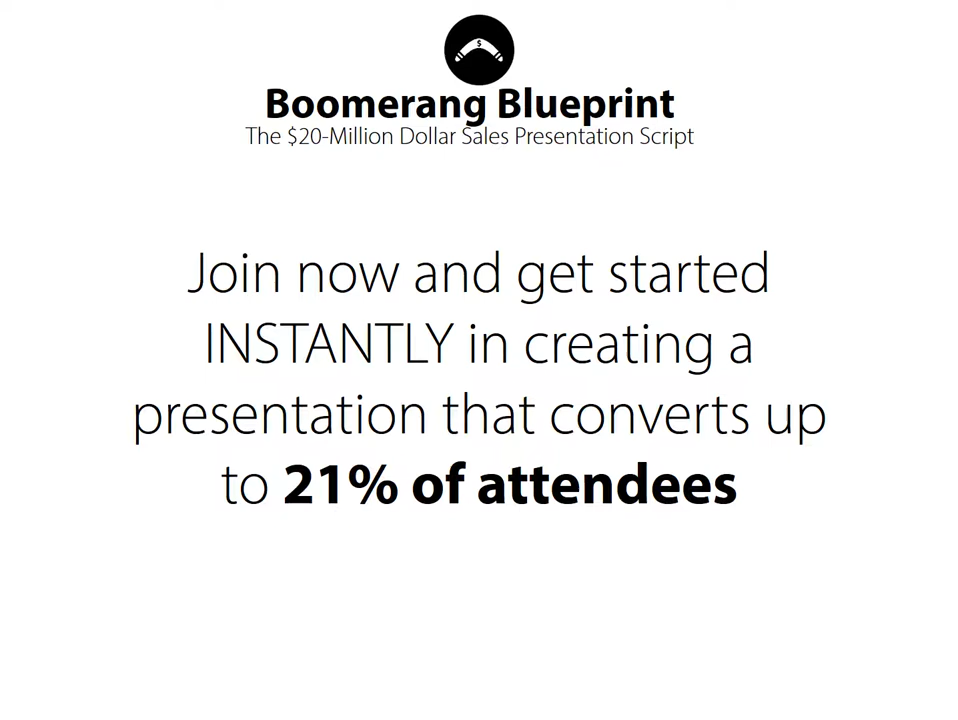 $
Boomerang Blueprint
The $20-Million Dollar Sales Presentation Script
Join now and get started
INSTANTLY in creating a
presentation that converts up
to 21% of attendees